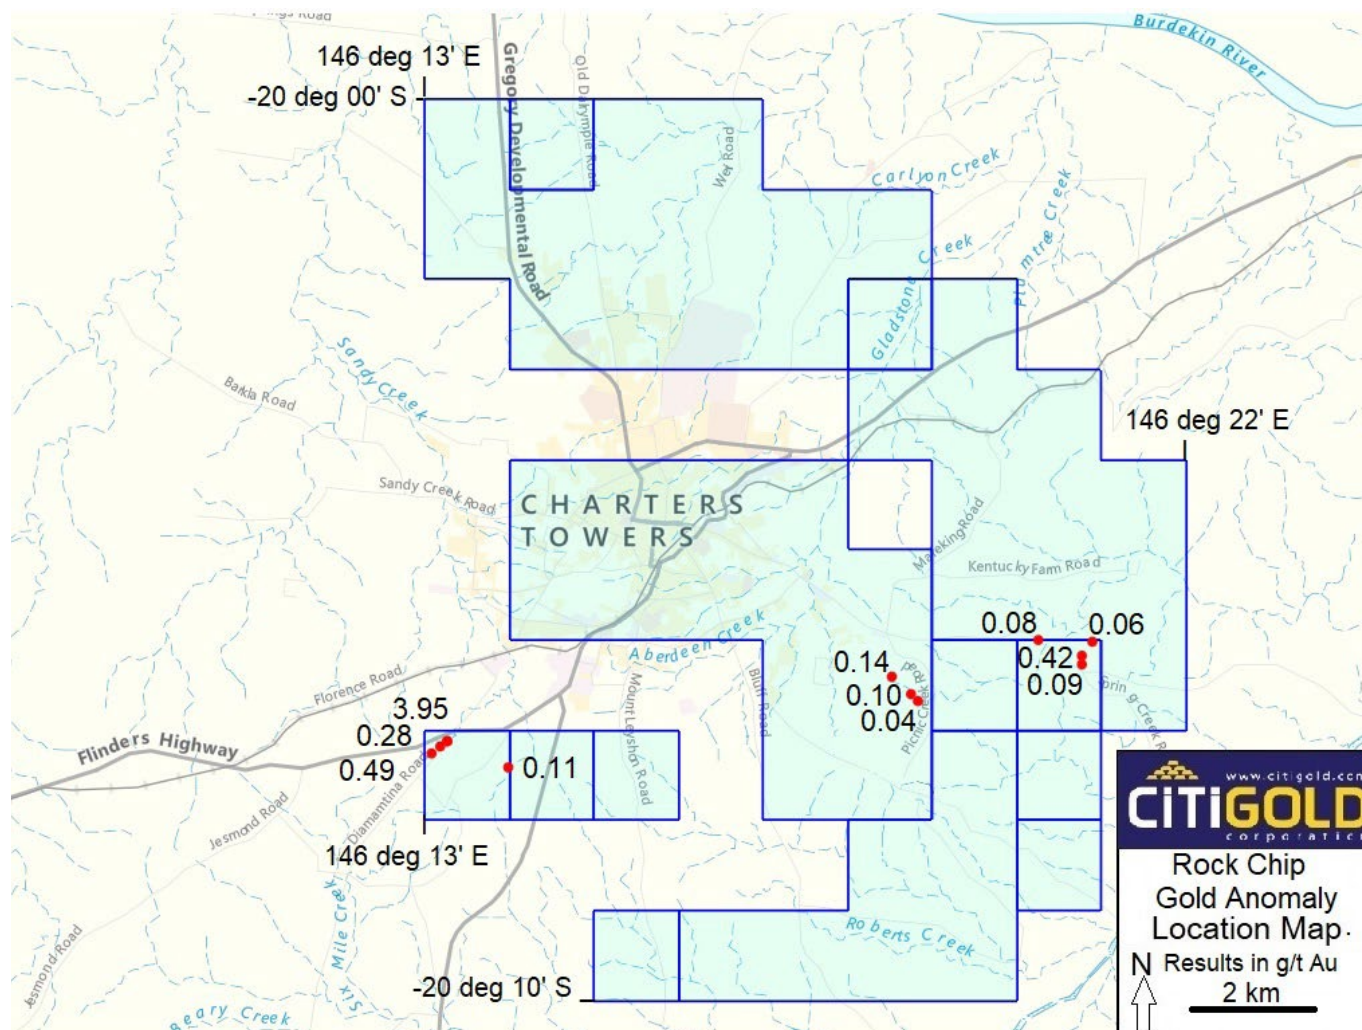 Burdekin River
146 deg 13' E
-20 deg 00' S
Gregory Developmental Road
Old Dalrymple Road
Weir Road
Carlyon Creek
Plumtree Creek
Gladstone Creek
Sandy Creek
Barkla Road
146 deg 22' E
Sandy Creek Road
CHARTERS
TOWERS
Kentucky Farm Road
Aberdeen Creek
0.08
0.06
0.42
0.09
0.14
0.10
0.04
Picnic Creek
Road
Bluff Road
Mount Leyshon Road
Florence Road
Flinders Highway
3.95
0.28
0.49
0.11
Diamantina Road
Jesmond Road
146 deg 13' E
Six Mile Creek
Jesmond Road
Roberts Creek
-20 deg 10' S
www.citigold.com
CITIGOLD
corporation
Rock Chip
Gold Anomaly
Location Map.
N Results in g/t Au
2 km